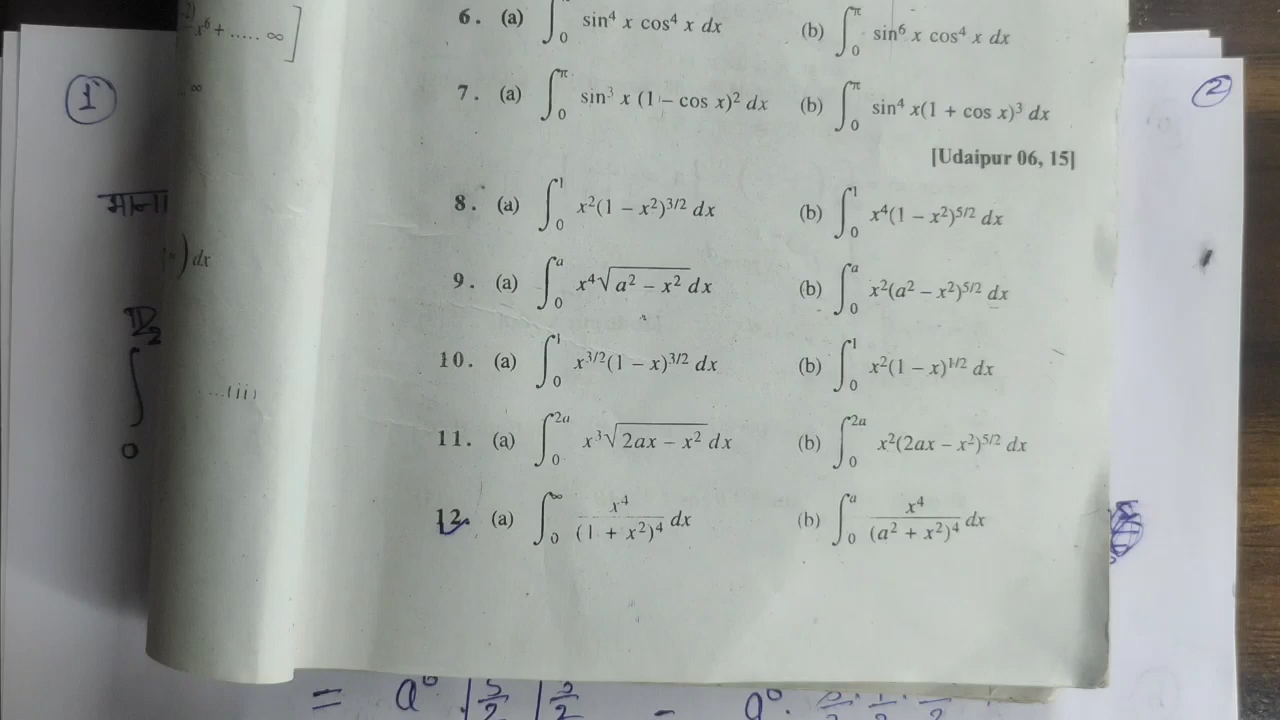 -2)
x⁶ + ..... ∞ ]
... ∞
①
माना
) dx
π/2
∫
0
...(ii)
6. (a) ∫₀ sin⁴ x cos⁴ x dx (b) ∫₀^π sin⁶ x cos⁴ x dx
7. (a) ∫₀^π sin³ x (1 – cos x)² dx (b) ∫₀^π sin⁴ x(1 + cos x)³ dx
[Udaipur 06, 15]
8. (a) ∫₀¹ x²(1 – x²)^3/2 dx (b) ∫₀¹ x⁴(1 – x²)^5/2 dx
9. (a) ∫₀^a x⁴√(a² – x²) dx (b) ∫₀^a x²(a² – x²)^5/2 dx
10. (a) ∫₀¹ x^3/2(1 – x)^3/2 dx (b) ∫₀¹ x²(1 – x)^1/2 dx
11. (a) ∫₀^2a x³√(2ax – x²) dx (b) ∫₀^2a x²(2ax – x²)^5/2 dx
12. (a) ∫₀^∞ x⁴/(1 + x²)⁴ dx (b) ∫₀^a x⁴/(a² + x²)⁴ dx
②